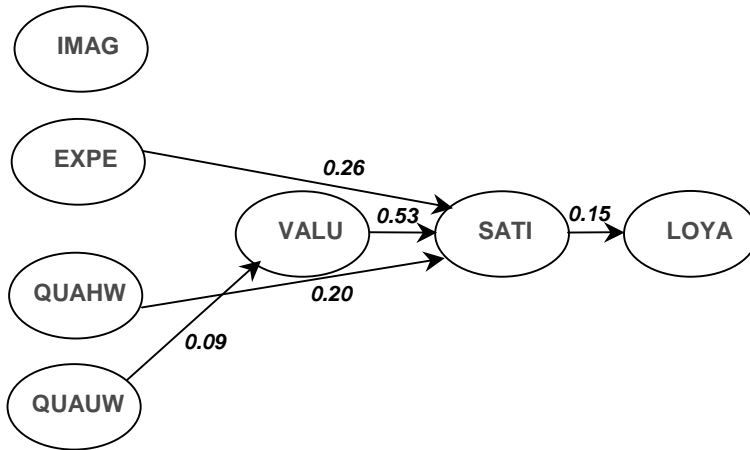 IMAG
EXPE
0.26
VALU
0.53
SATI
0.15
LOYA
QUAHW
0.20
0.09
QUAUW